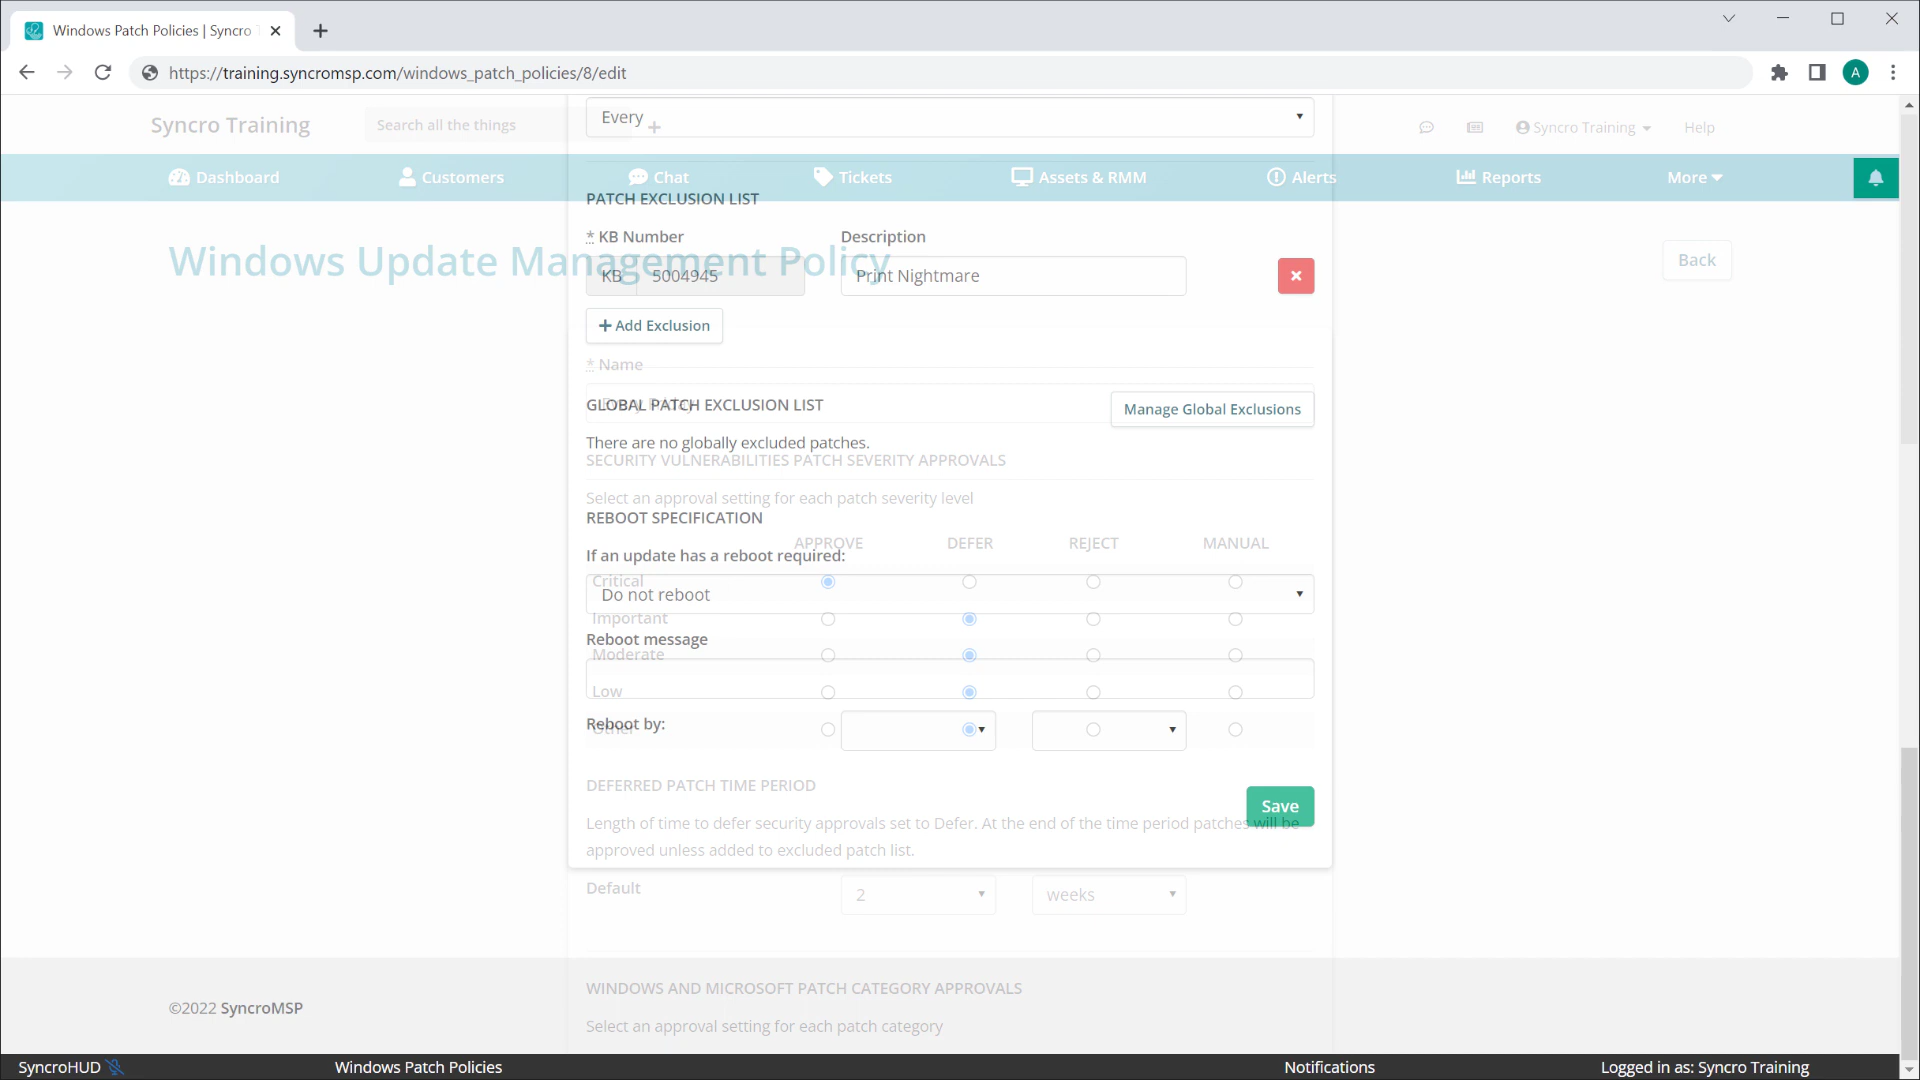 Windows Patch Policies | Syncro
https://training.syncromsp.com/windows_patch_policies/8/edit
A
Syncro Training
Search all the things
Every
Syncro Training
Help
Dashboard
Customers
Chat
Tickets
Assets & RMM
Alerts
Reports
More
PATCH EXCLUSION LIST
* KB Number
Description
Windows Update Management Policy
Back
KB
5004945
Print Nightmare
+ Add Exclusion
* Name
GLOBAL PATCH EXCLUSION LIST
Manage Global Exclusions
There are no globally excluded patches.
SECURITY VULNERABILITIES PATCH SEVERITY APPROVALS
Select an approval setting for each patch severity level
REBOOT SPECIFICATION
APPROVE
DEFER
REJECT
MANUAL
If an update has a reboot required:
Critical
Do not reboot
Important
Reboot message
Moderate
Low
Reboot by:
Other
DEFERRED PATCH TIME PERIOD
Save
Length of time to defer security approvals set to Defer. At the end of the time period patches will be
approved unless added to excluded patch list.
Default
2
weeks
WINDOWS AND MICROSOFT PATCH CATEGORY APPROVALS
©2022 SyncroMSP
Select an approval setting for each patch category
SyncroHUD
Windows Patch Policies
Notifications
Logged in as: Syncro Training